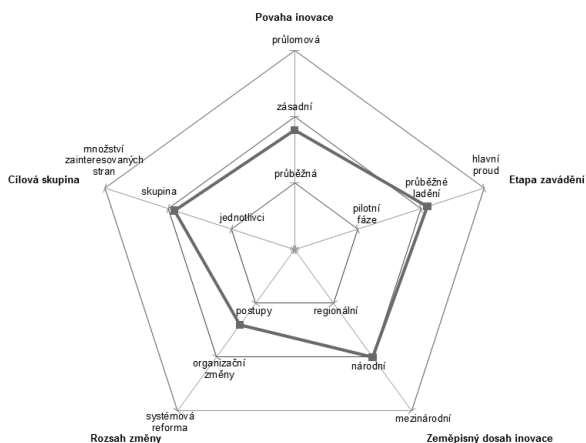 Povaha inovace
průlomová
zásadní
průběžná
množství
zainteresovaných
stran
Cílová skupina
skupina
jednotlivci
hlavní
proud
Etapa zavádění
průběžné
ladění
pilotní
fáze
postupy
regionální
organizační
změny
národní
systémová
reforma
mezinárodní
Rozsah změny
Zeměpisný dosah inovace